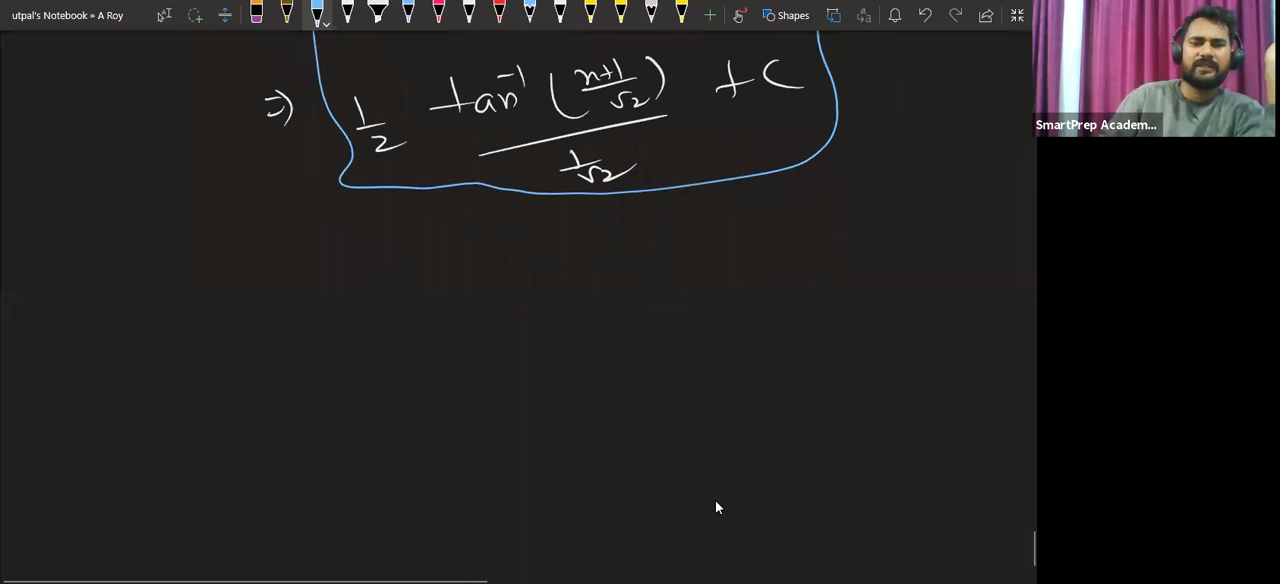 utpal's Notebook » A Roy
Shapes
SmartPrep Academ...
⇒) 1/2 tan⁻¹ (x+1/√2) / 1/√2 + C